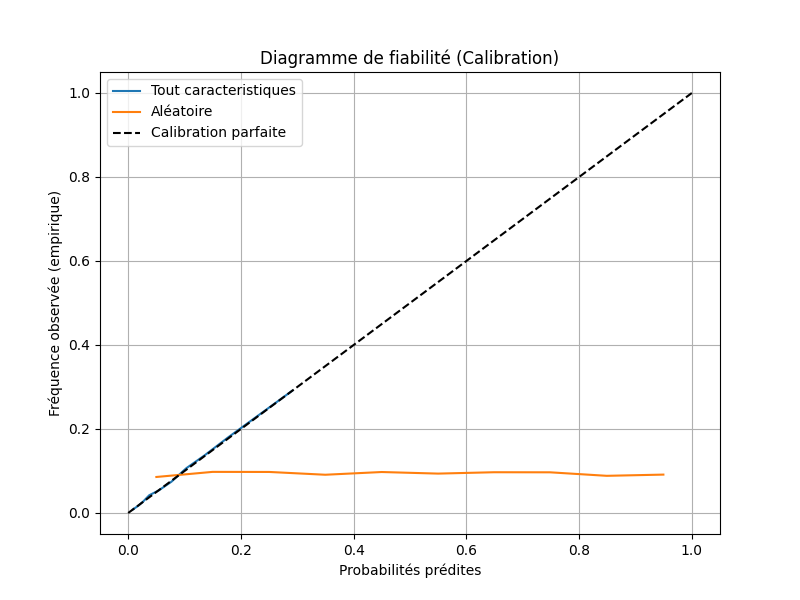 Diagramme de fiabilité (Calibration)
Tout caracteristiques
Aléatoire
Calibration parfaite
Fréquence observée (empirique)
1.0
0.8
0.6
0.4
0.2
0.0
0.0 0.2 0.4 0.6 0.8 1.0
Probabilités prédites